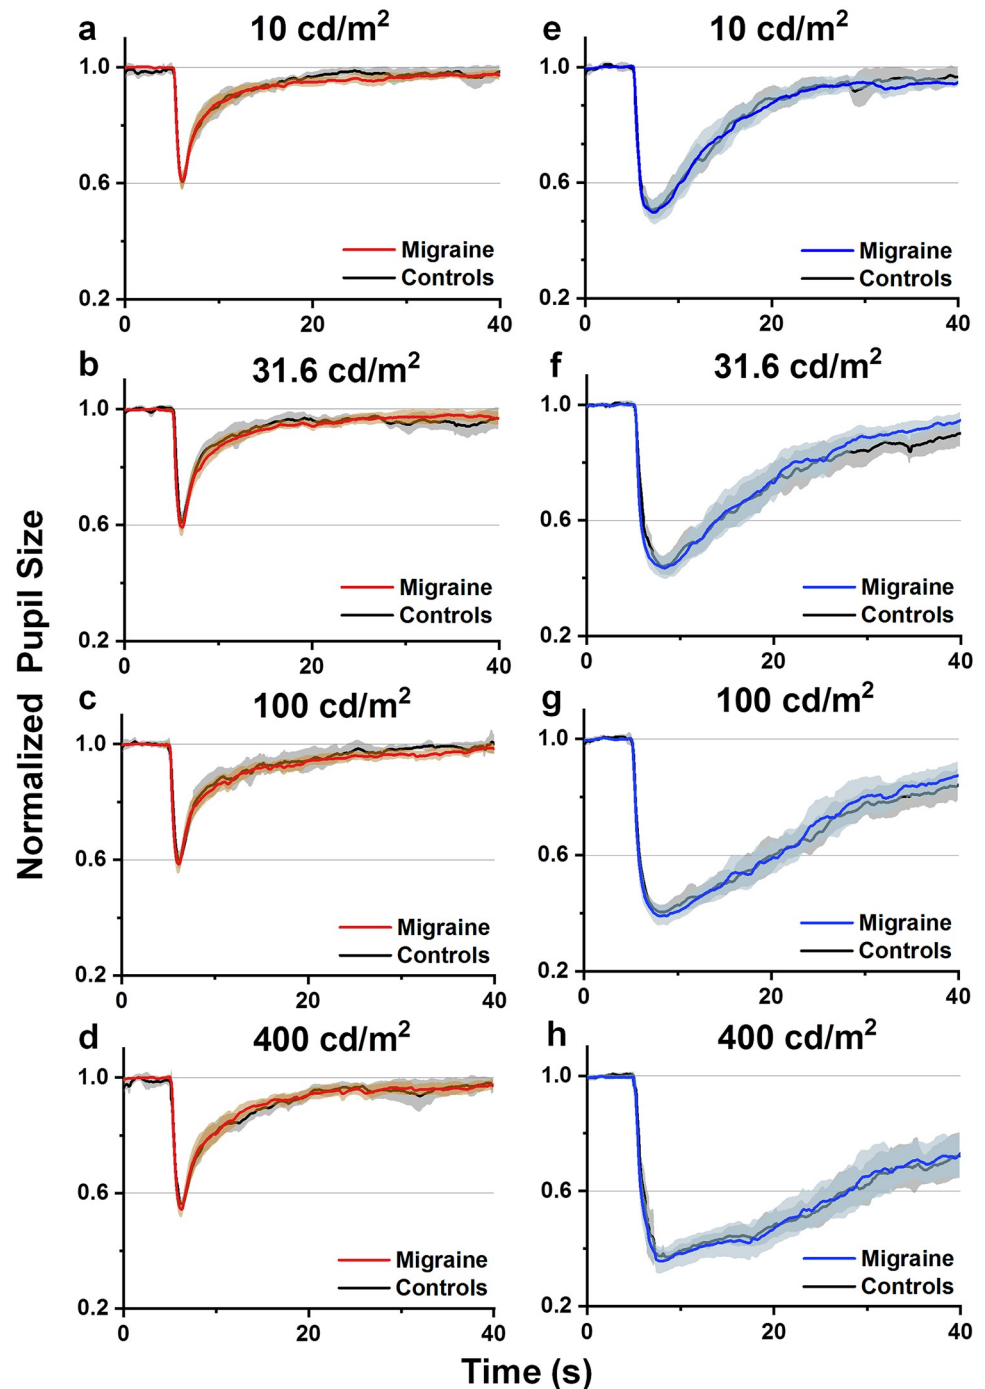 a 10 cd/m²
1.0
0.6
0.2
0 20 40
Migraine
Controls
e 10 cd/m²
1.0
0.6
0.2
0 20 40
Migraine
Controls
b 31.6 cd/m²
1.0
0.6
0.2
0 20 40
Migraine
Controls
f 31.6 cd/m²
1.0
0.6
0.2
0 20 40
Migraine
Controls
c 100 cd/m²
1.0
0.6
0.2
0 20 40
Migraine
Controls
g 100 cd/m²
1.0
0.6
0.2
0 20 40
Migraine
Controls
d 400 cd/m²
1.0
0.6
0.2
0 20 40
Migraine
Controls
h 400 cd/m²
1.0
0.6
0.2
0 20 40
Migraine
Controls
Normalized Pupil Size
Time (s)